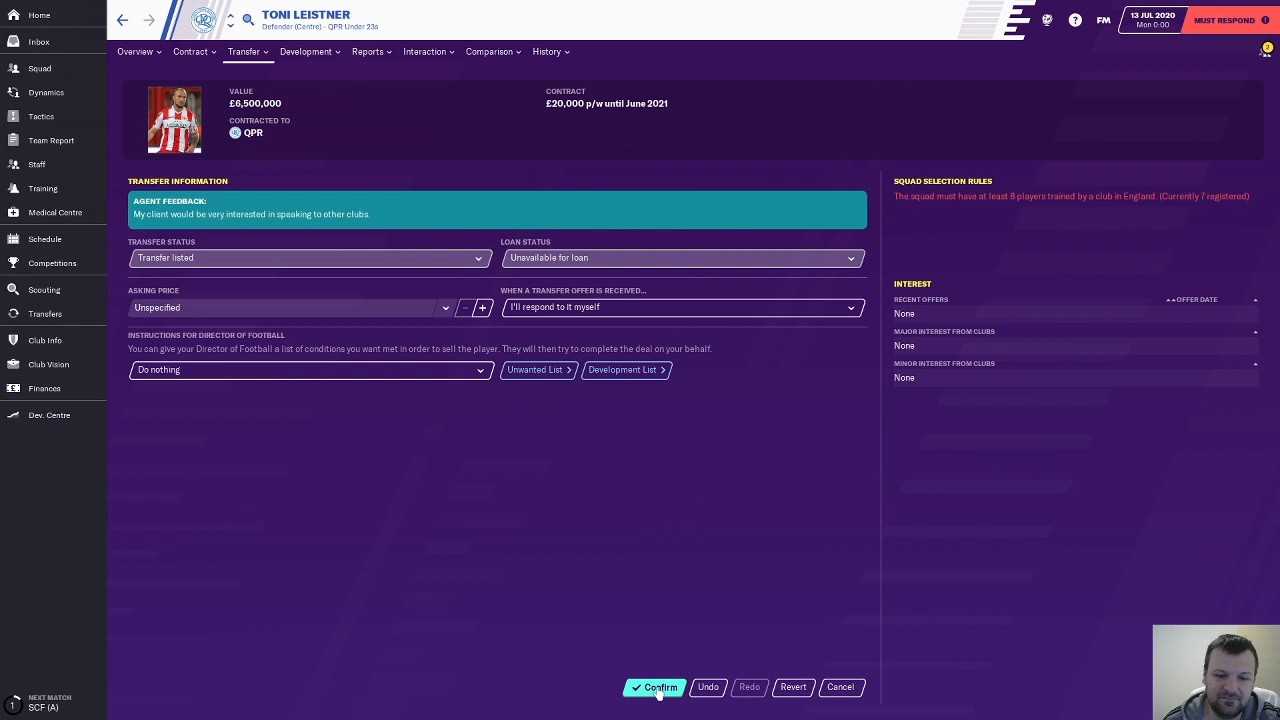 TONI LEISTNER
Defender (Centre) - QPR Under 23s
FM
13 JUL 2020
Mon 0:00
MUST RESPOND
Overview
Contract
Transfer
Development
Reports
Interaction
Comparison
History
Squad
Dynamics
Tactics
Team Report
Staff
Training
Medical Centre
Schedule
Competitions
Scouting
Transfers
Club Info
Club Vision
Finances
Dev. Centre
NEXT MATCH
SCF (A)
VALUE
£6,500,000
CONTRACTED TO
QPR
CONTRACT
£20,000 p/w until June 2021
TRANSFER INFORMATION
AGENT FEEDBACK:
My client would be very interested in speaking to other clubs.
TRANSFER STATUS
Transfer listed
LOAN STATUS
Unavailable for loan
ASKING PRICE
Unspecified
WHEN A TRANSFER OFFER IS RECEIVED...
I'll respond to it myself
INSTRUCTIONS FOR DIRECTOR OF FOOTBALL
You can give your Director of Football a list of conditions you want met in order to sell the player. They will then try to complete the deal on your behalf.
Do nothing
Unwanted List
Development List
SQUAD SELECTION RULES
The squad must have at least 8 players trained by a club in England. (Currently 7 registered)
INTEREST
RECENT OFFERS
OFFER DATE
None
MAJOR INTEREST FROM CLUBS
None
MINOR INTEREST FROM CLUBS
None
Confirm
Undo
Redo
Revert
Cancel